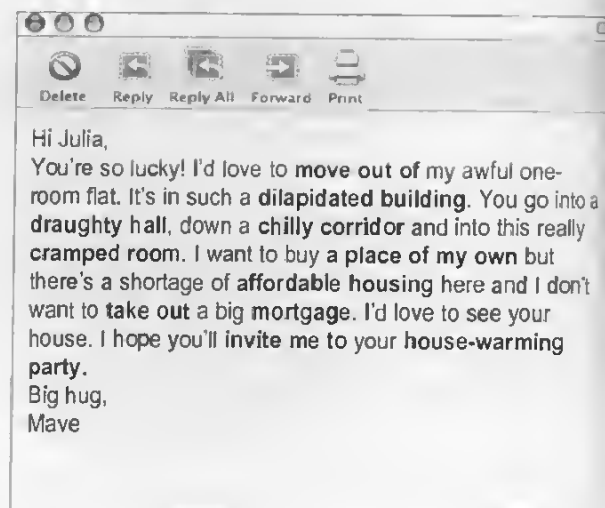 Delete Reply Reply All Forward Print
Hi Julia,
You're so lucky! I'd love to move out of my awful one-
room flat. It's in such a dilapidated building. You go into a
draughty hall, down a chilly corridor and into this really
cramped room. I want to buy a place of my own but
there's a shortage of affordable housing here and I don't
want to take out a big mortgage. I'd love to see your
house. I hope you'll invite me to your house-warming
party.
Big hug,
Mave